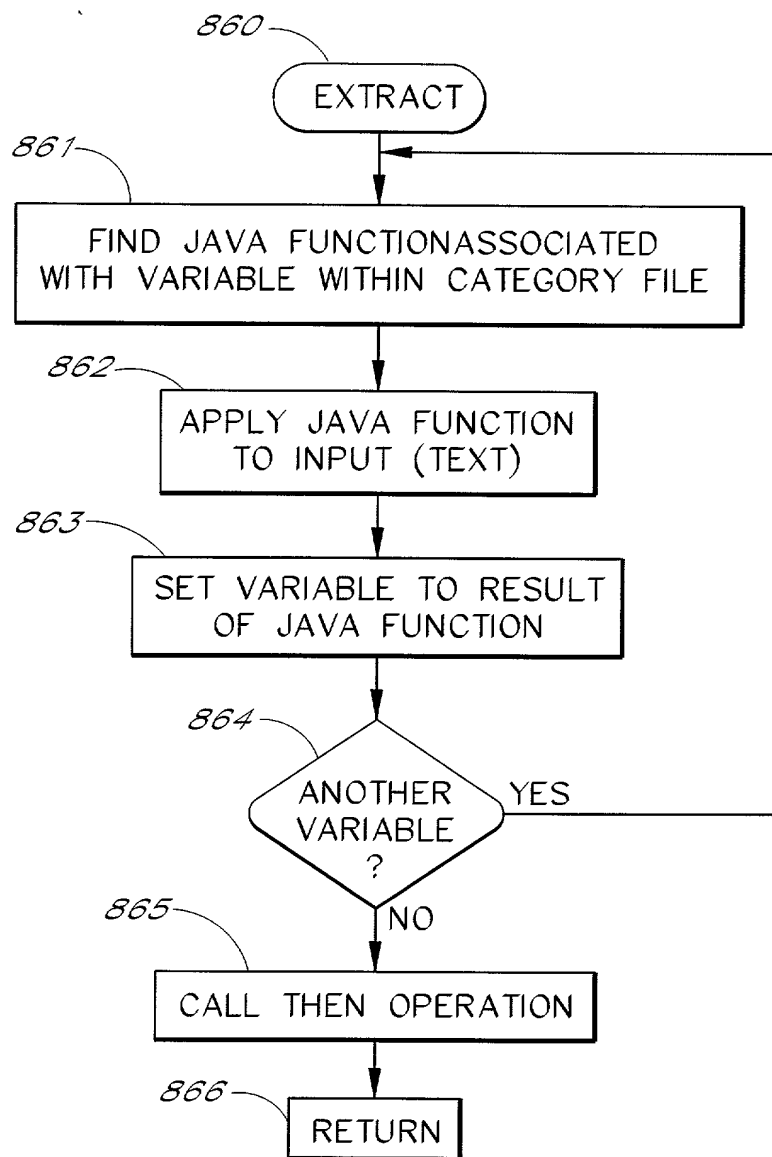 860
EXTRACT
861
FIND JAVA FUNCTIONASSOCIATED
WITH VARIABLE WITHIN CATEGORY FILE
862
APPLY JAVA FUNCTION
TO INPUT (TEXT)
863
SET VARIABLE TO RESULT
OF JAVA FUNCTION
864
ANOTHER
VARIABLE
?
YES
NO
865
CALL THEN OPERATION
866
RETURN